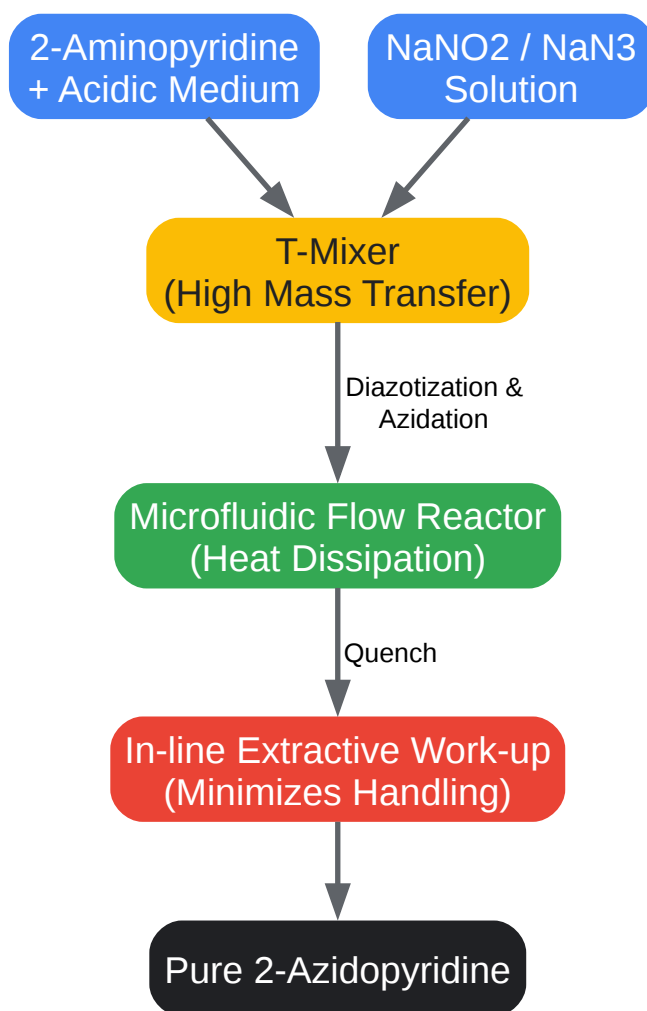 2-Aminopyridine
+ Acidic Medium
NaNO2 / NaN3
Solution
T-Mixer
(High Mass Transfer)
Diazotization &
Azidation
Microfluidic Flow Reactor
(Heat Dissipation)
Quench
In-line Extractive Work-up
(Minimizes Handling)
Pure 2-Azidopyridine